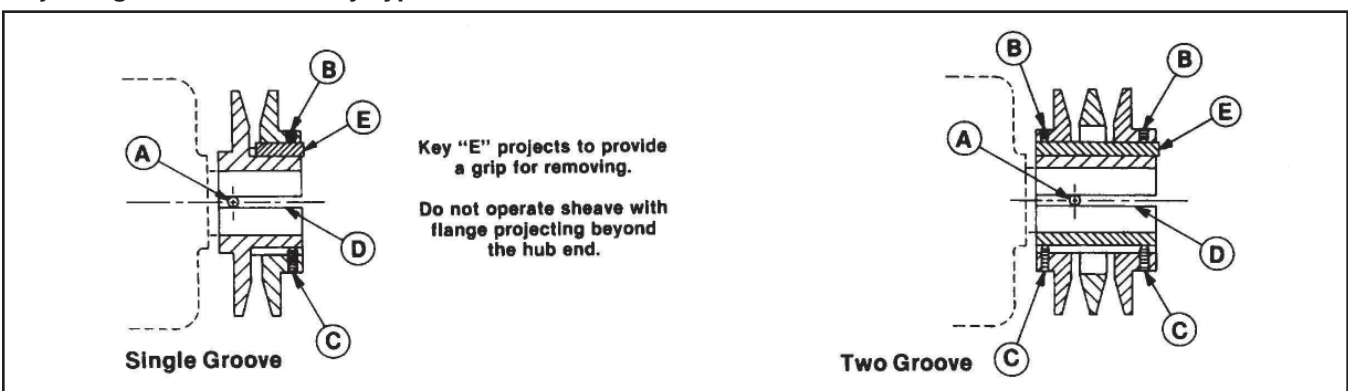 B
E
A
D
C
Single Groove
Key “E” projects to provide
a grip for removing.
Do not operate sheave with
flange projecting beyond
the hub end.
B
B
E
A
D
C
C
Two Groove